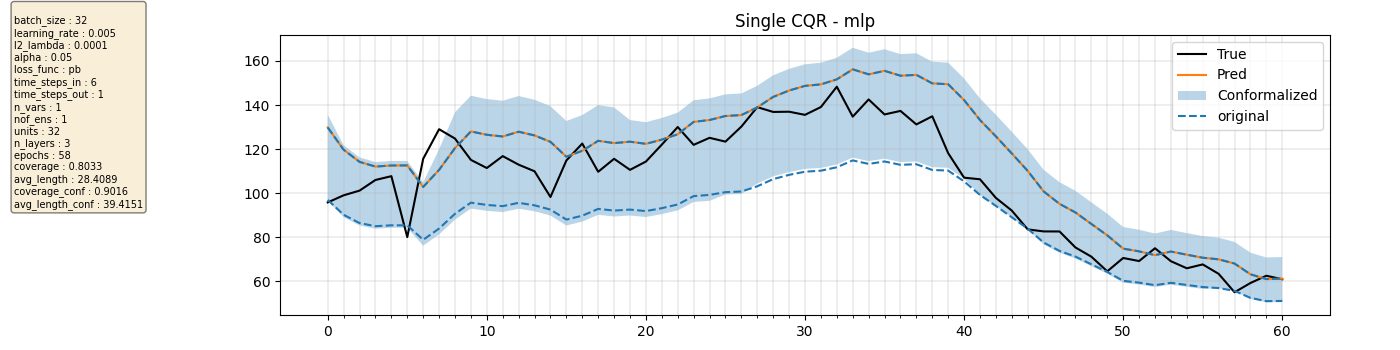 batch_size : 32
learning_rate : 0.005
l2_lambda : 0.0001
alpha : 0.05
loss_func : pb
time_steps_in : 6
time_steps_out : 1
n_vars : 1
nof_ens : 1
units : 32
n_layers : 3
epochs : 58
coverage : 0.8033
avg_length : 28.4089
coverage_conf : 0.9016
avg_length_conf : 39.4151
Single CQR - mlp
160
140
120
100
80
60
0 10 20 30 40 50 60
True
Pred
Conformalized
original